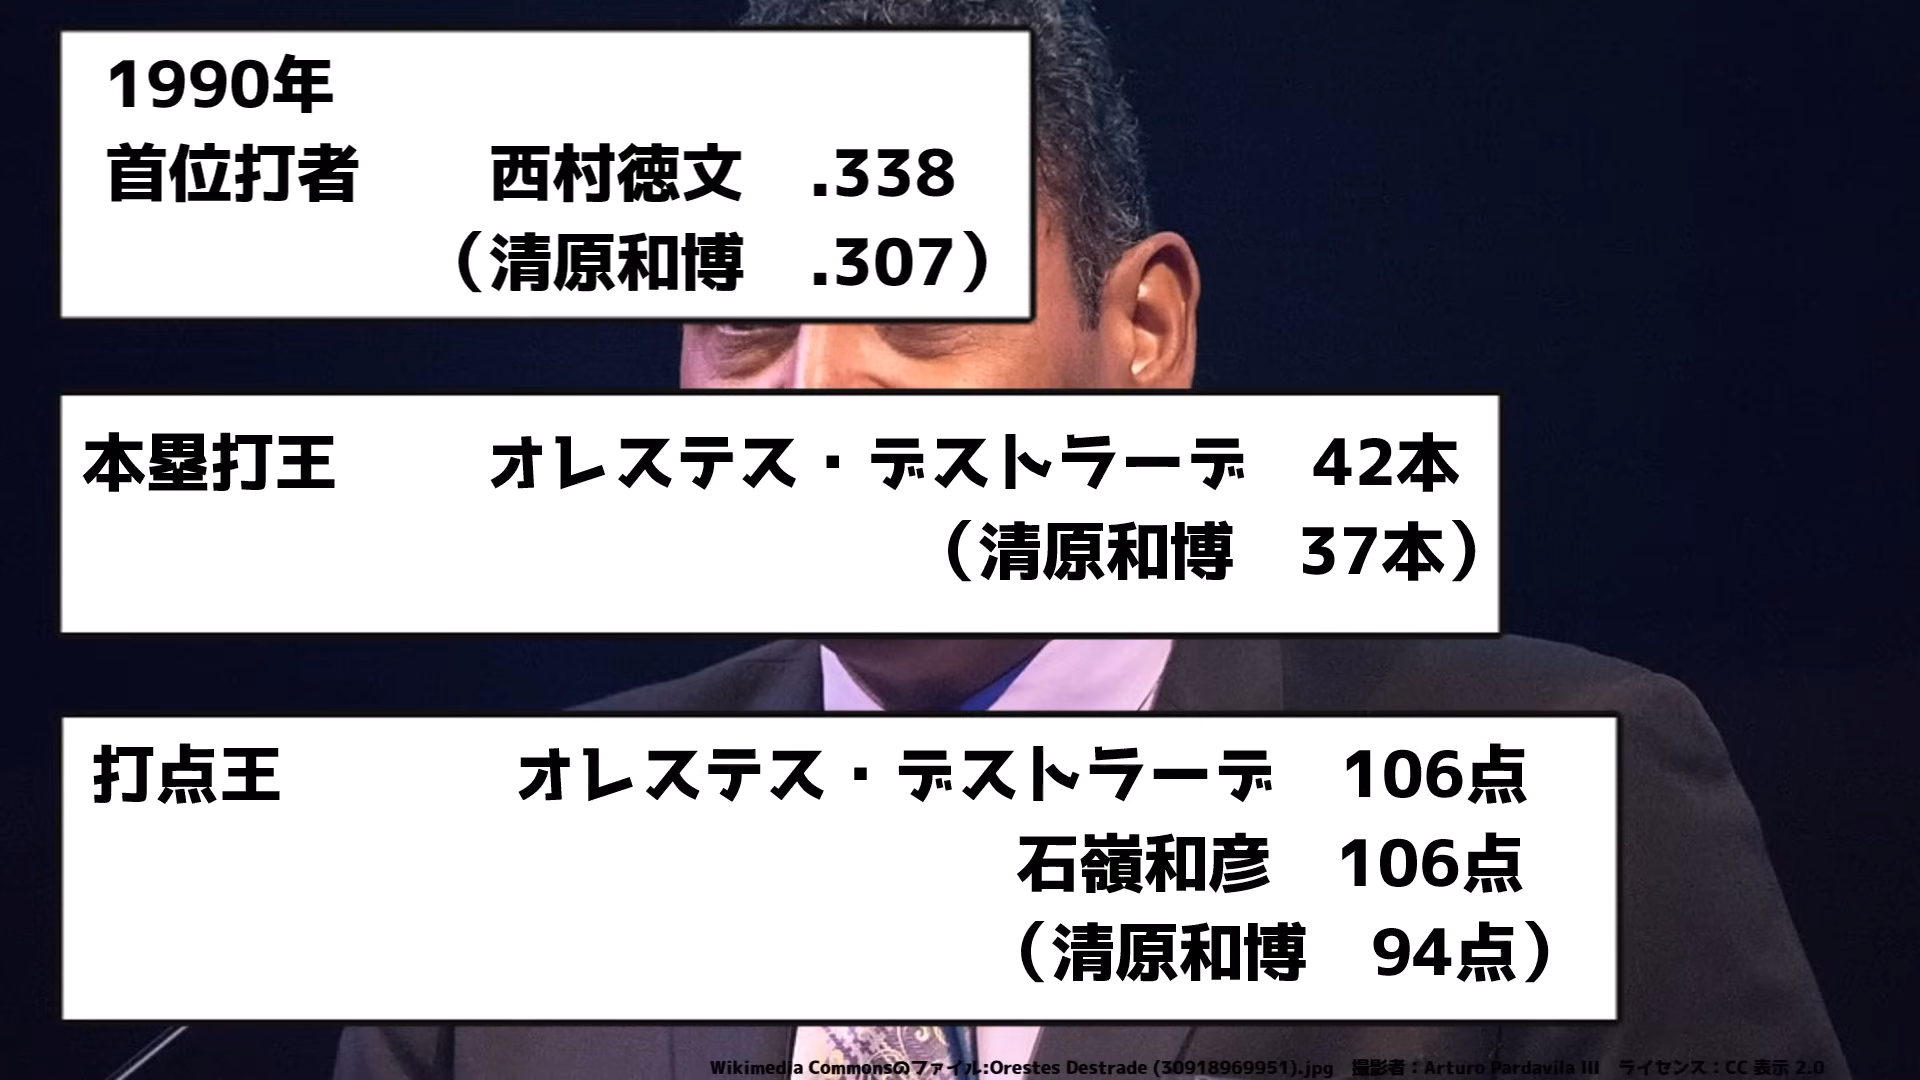 1990年
首位打者　　西村徳文　.338
（清原和博　.307）
本塁打王　　オレステス・デストラーデ　42本
（清原和博　37本）
打点王　　オレステス・デストラーデ　106点
石嶺和彦　106点
（清原和博　94点）
Wikimedia Commonsのファイル:Orestes Destrade (30918969951).jpg　撮影者：Arturo Pardavila III　ライセンス：CC 表示 2.0